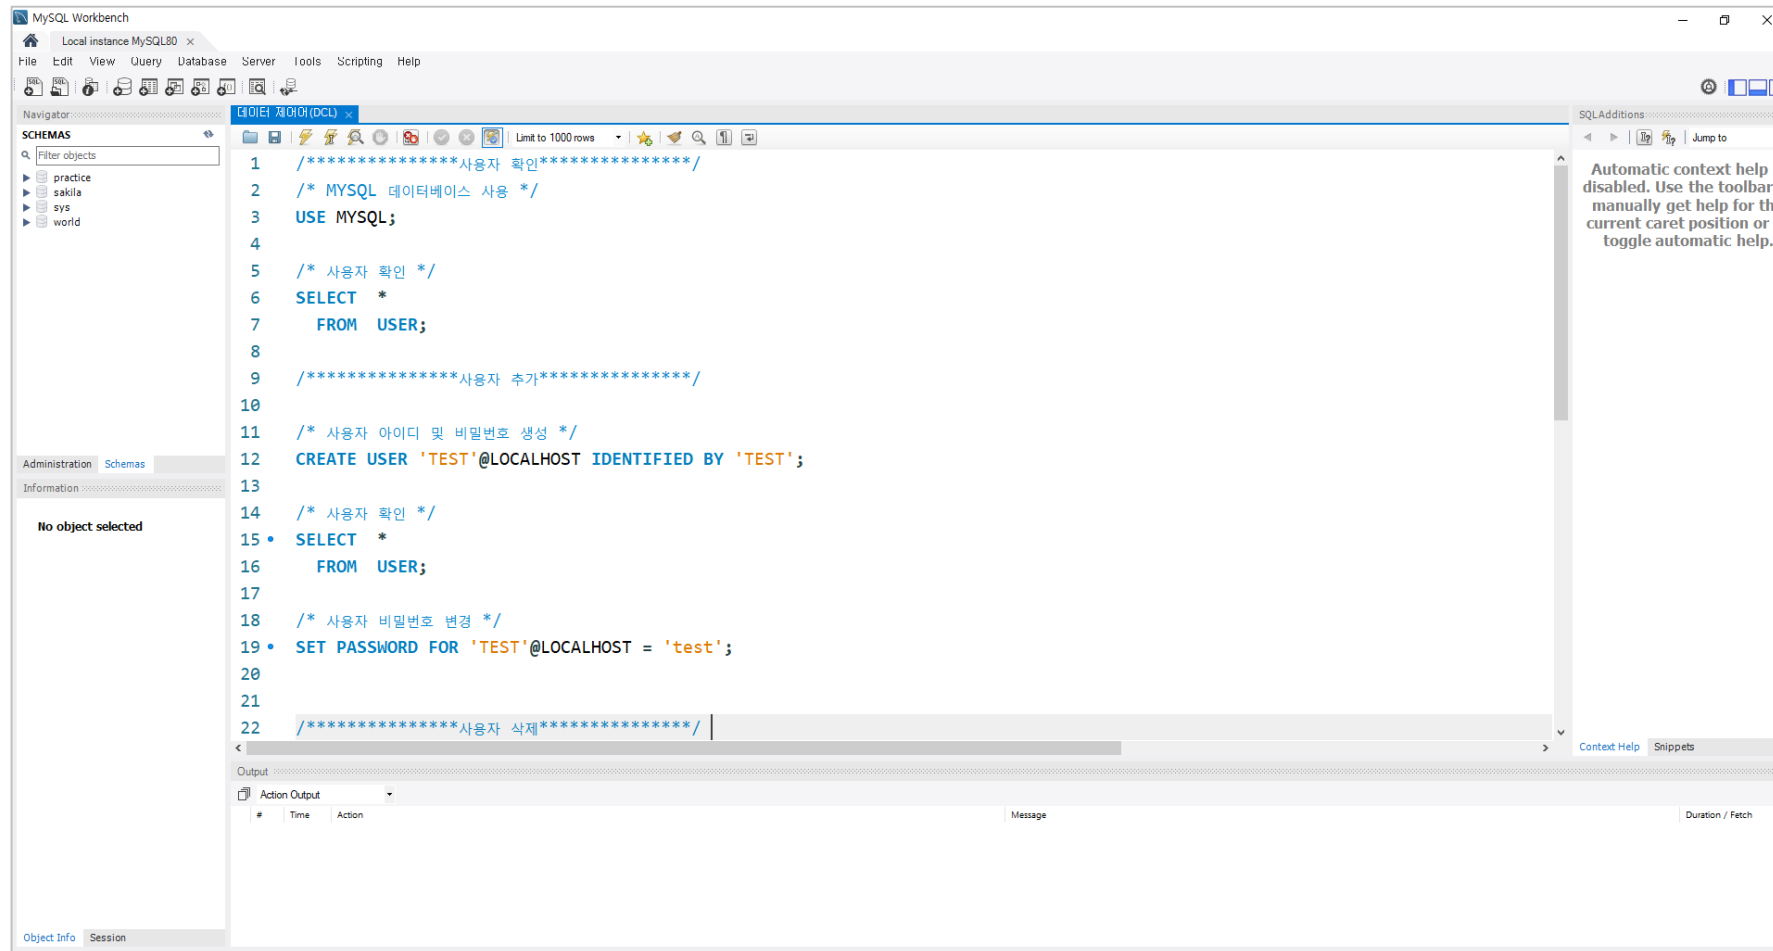 MySQL Workbench
Local instance MySQL80
File Edit View Query Database Server Tools Scripting Help
Navigator
SCHEMAS
Filter objects
practice
sakila
sys
world
Administration Schemas
Information
No object selected
Object Info Session
데이터 제어어(DCL)
Limit to 1000 rows
1 /***************사용자 확인***************/
2 /* MYSQL 데이터베이스 사용 */
3 USE MYSQL;
4
5 /* 사용자 확인 */
6 SELECT *
7 FROM USER;
8
9 /***************사용자 추가***************/
10
11 /* 사용자 아이디 및 비밀번호 생성 */
12 CREATE USER 'TEST'@LOCALHOST IDENTIFIED BY 'TEST';
13
14 /* 사용자 확인 */
15 SELECT *
16 FROM USER;
17
18 /* 사용자 비밀번호 변경 */
19 SET PASSWORD FOR 'TEST'@LOCALHOST = 'test';
20
21
22 /***************사용자 삭제***************/
Output
Action Output
# Time Action Message Duration / Fetch
SQLAdditions
Jump to
Automatic context help
disabled. Use the toolbar
manually get help for th
current caret position or
toggle automatic help.
Context Help Snippets